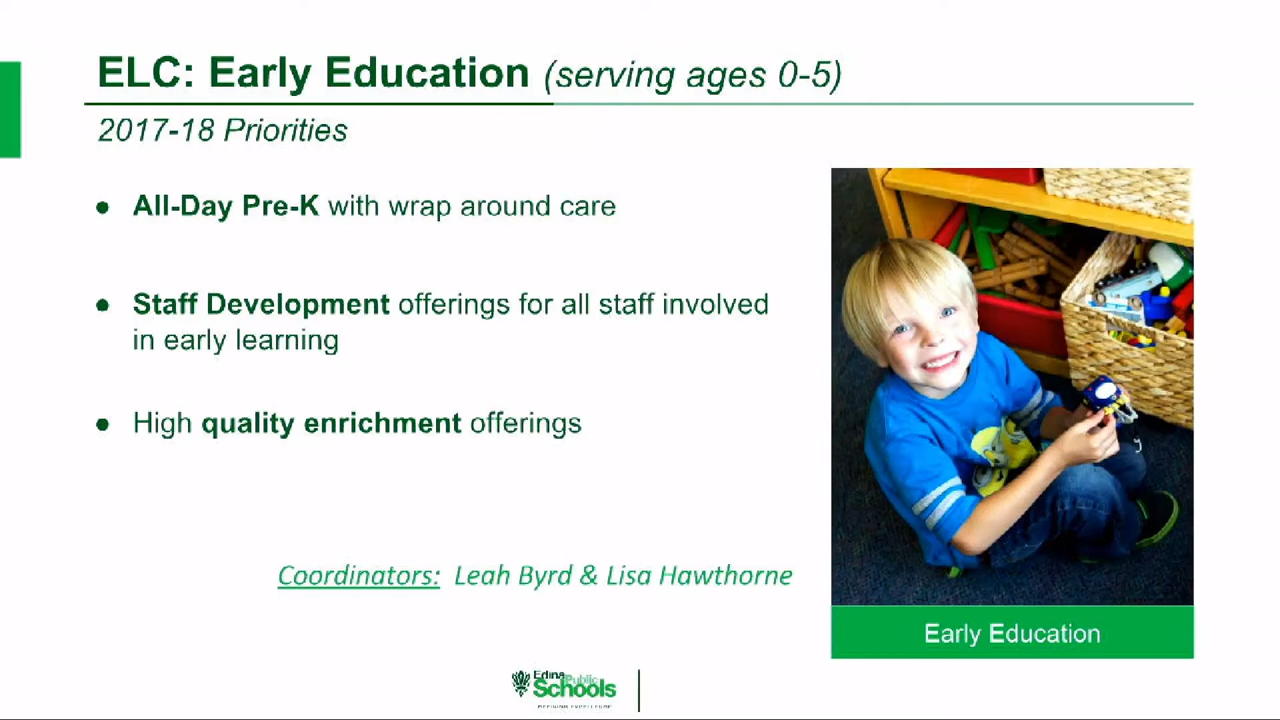 ELC: Early Education (serving ages 0-5)
2017-18 Priorities
● All-Day Pre-K with wrap around care
● Staff Development offerings for all staff involved
in early learning
● High quality enrichment offerings
Coordinators: Leah Byrd & Lisa Hawthorne
Early Education
Edina Public
Schools
DEFINING EXCELLENCE